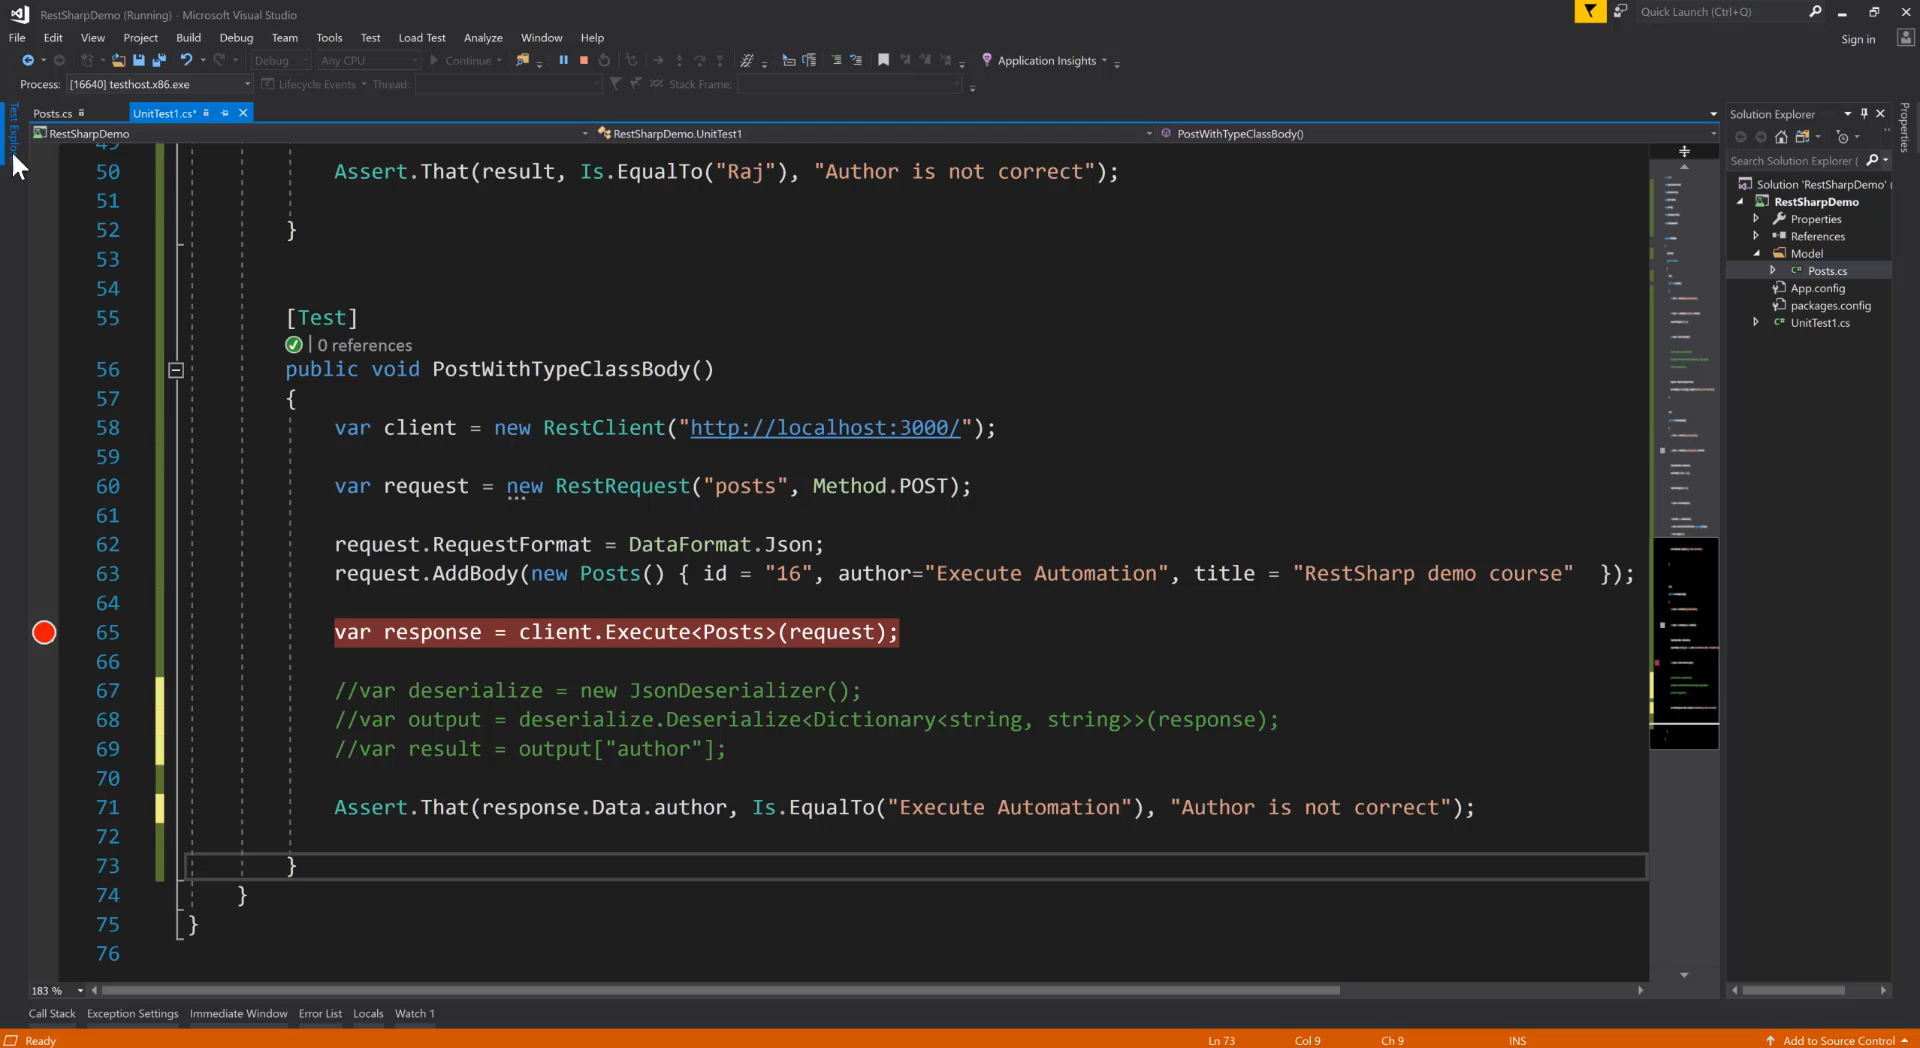 RestSharpDemo (Running) - Microsoft Visual Studio
Quick Launch (Ctrl+Q)
File Edit View Project Build Debug Team Tools Test Load Test Analyze Window Help
Sign in
Debug Any CPU Continue Application Insights
Process: [16640] testhost.x86.exe Lifecycle Events Thread: Stack Frame:
Test Explorer
Posts.cs UnitTest1.cs*
RestSharpDemo RestSharpDemo.UnitTest1 PostWithTypeClassBody()
49
50 Assert.That(result, Is.EqualTo("Raj"), "Author is not correct");
51
52 }
53
54
55 [Test]
| 0 references
56 public void PostWithTypeClassBody()
57 {
58 var client = new RestClient("http://localhost:3000/");
59
60 var request = new RestRequest("posts", Method.POST);
61
62 request.RequestFormat = DataFormat.Json;
63 request.AddBody(new Posts() { id = "16", author="Execute Automation", title = "RestSharp demo course" });
64
65 var response = client.Execute<Posts>(request);
66
67 //var deserialize = new JsonDeserializer();
68 //var output = deserialize.Deserialize<Dictionary<string, string>>(response);
69 //var result = output["author"];
70
71 Assert.That(response.Data.author, Is.EqualTo("Execute Automation"), "Author is not correct");
72
73 }
74 }
75 }
76
183 %
Solution Explorer
Search Solution Explorer (
Solution 'RestSharpDemo' (
RestSharpDemo
Properties
References
Model
Posts.cs
App.config
packages.config
UnitTest1.cs
Properties
Call Stack Exception Settings Immediate Window Error List Locals Watch 1
Ready Ln 73 Col 9 Ch 9 INS Add to Source Control